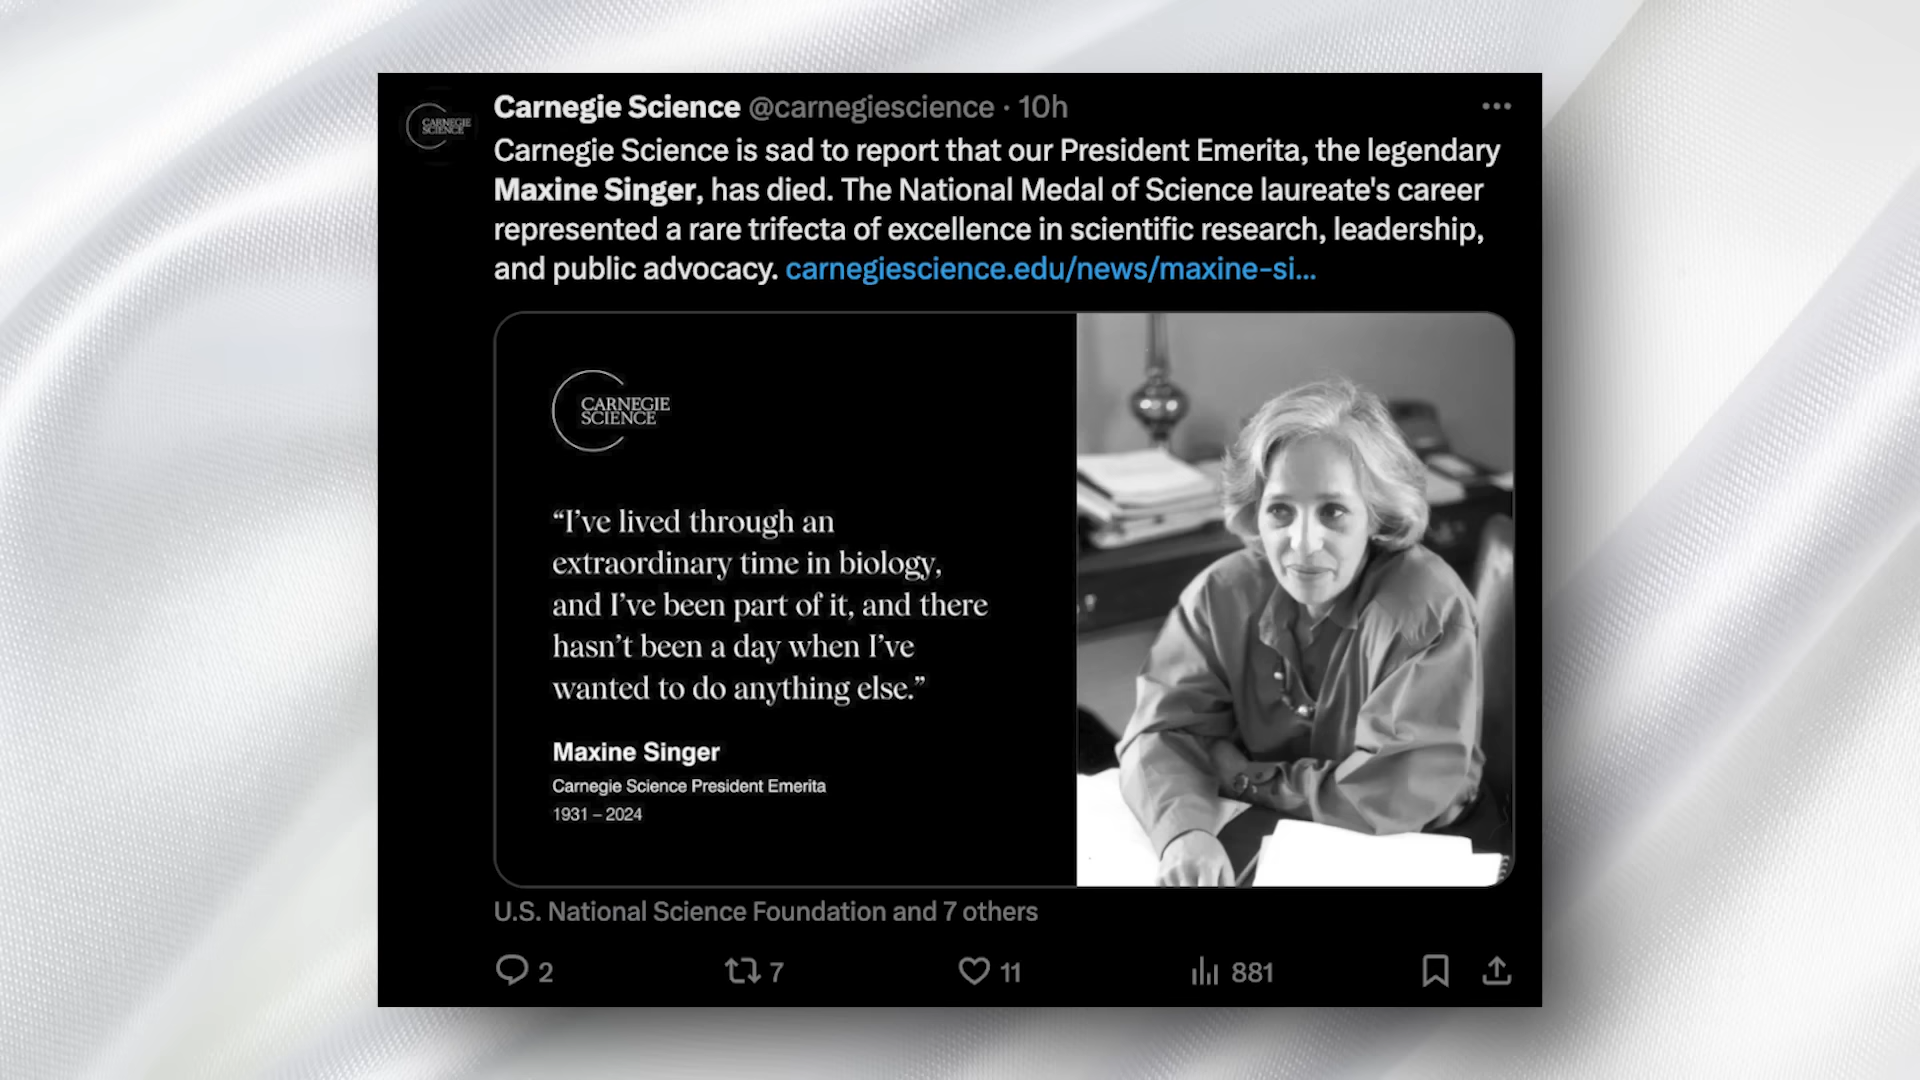 Carnegie Science @carnegiescience · 10h
CARNEGIE
SCIENCE
Carnegie Science is sad to report that our President Emerita, the legendary
Maxine Singer, has died. The National Medal of Science laureate's career
represented a rare trifecta of excellence in scientific research, leadership,
and public advocacy. carnegiescience.edu/news/maxine-si...
CARNEGIE
SCIENCE
“I’ve lived through an
extraordinary time in biology,
and I’ve been part of it, and there
hasn’t been a day when I’ve
wanted to do anything else.”
Maxine Singer
Carnegie Science President Emerita
1931 – 2024
U.S. National Science Foundation and 7 others
2 7 11 881